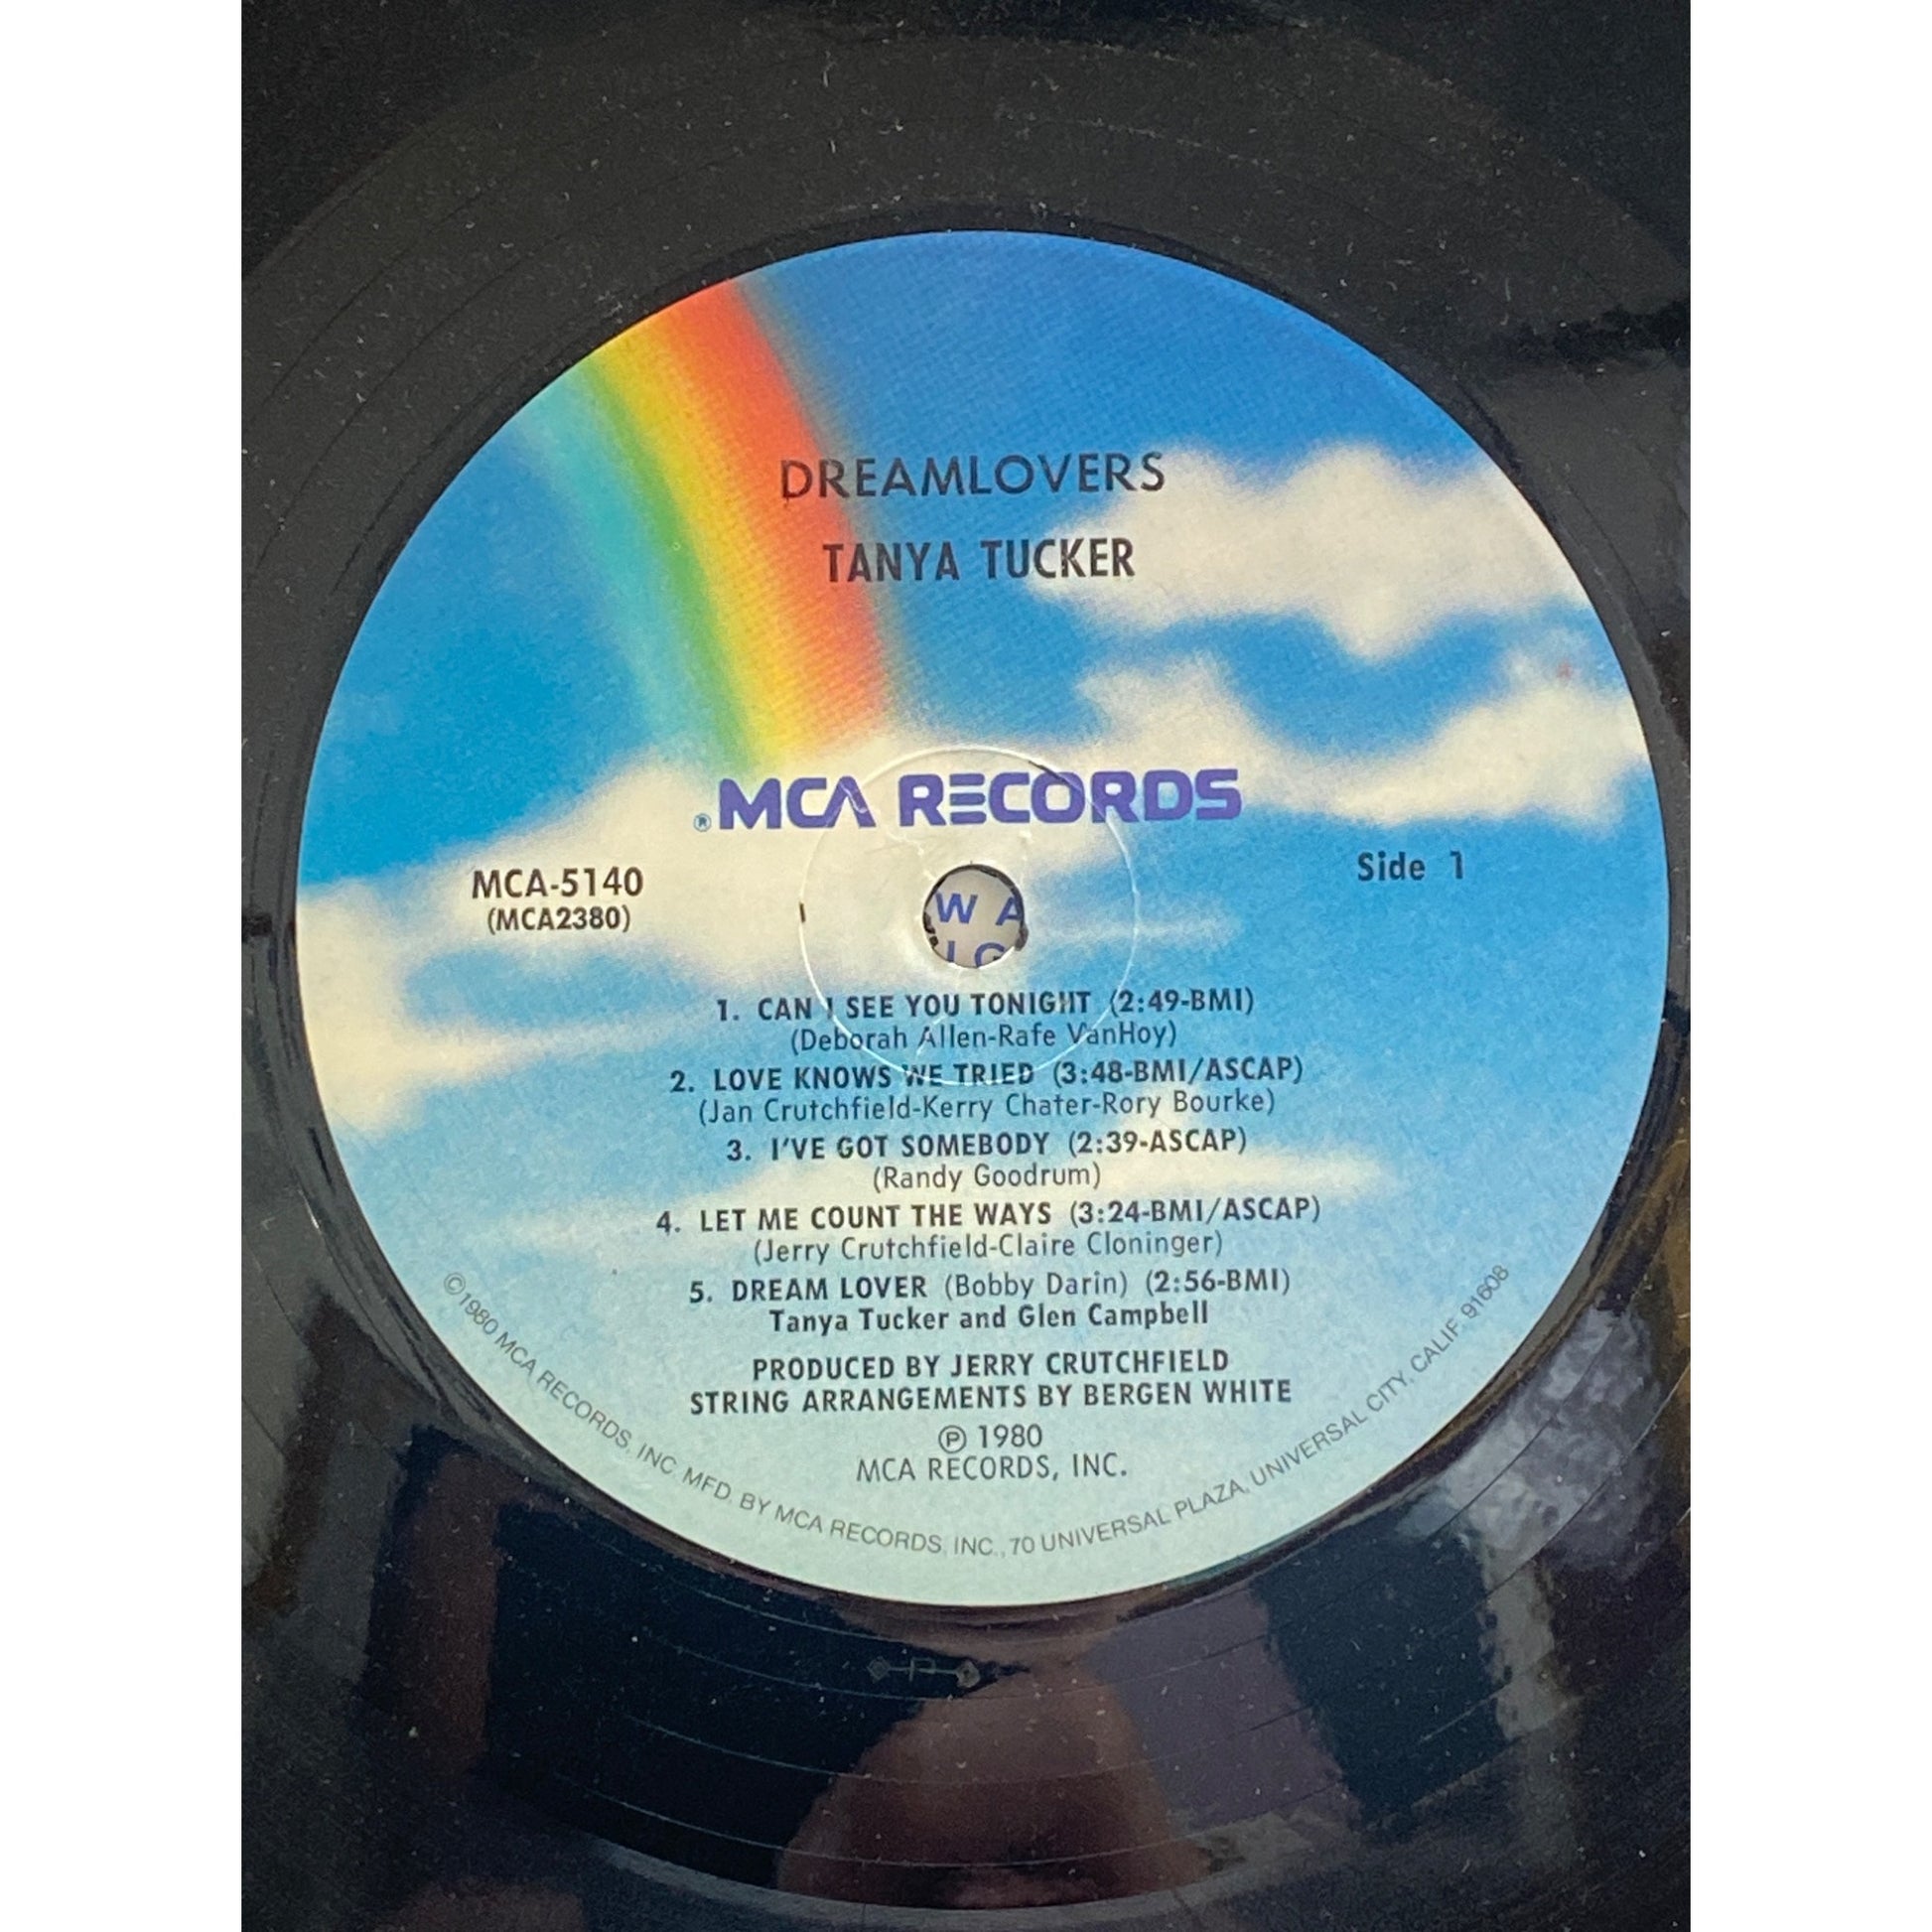 DREAMLOVERS
TANYA TUCKER
® MCA RECORDS
MCA-5140
(MCA2380)
Side 1
W A
1. CAN I SEE YOU TONIGHT (2:49-BMI)
(Deborah Allen-Rafe VanHoy)
2. LOVE KNOWS WE TRIED (3:48-BMI/ASCAP)
(Jan Crutchfield-Kerry Chater-Rory Bourke)
3. I'VE GOT SOMEBODY (2:39-ASCAP)
(Randy Goodrum)
4. LET ME COUNT THE WAYS (3:24-BMI/ASCAP)
(Jerry Crutchfield-Claire Cloninger)
5. DREAM LOVER (Bobby Darin) (2:56-BMI)
Tanya Tucker and Glen Campbell
PRODUCED BY JERRY CRUTCHFIELD
STRING ARRANGEMENTS BY BERGEN WHITE
Ⓟ 1980
MCA RECORDS, INC.
©1980 MCA RECORDS, INC. MFD. BY MCA RECORDS, INC., 70 UNIVERSAL PLAZA, UNIVERSAL CITY, CALIF. 91608